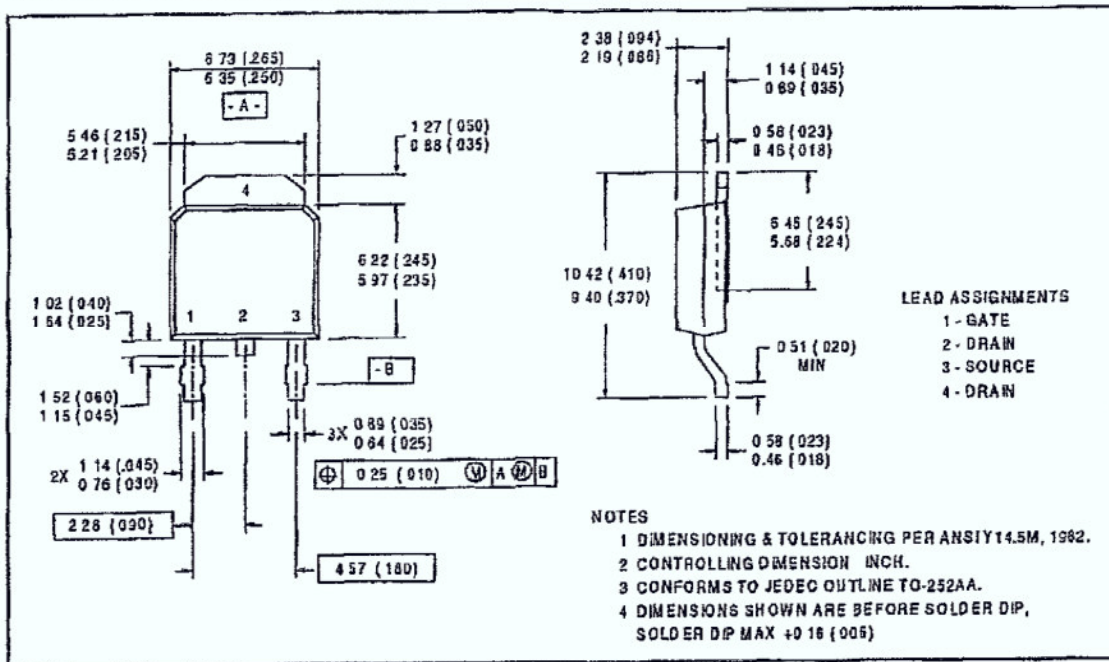 6.73 (.265)
6.35 (.250)
- A -
5.46 (.215)
5.21 (.205)
1.27 (.050)
0.88 (.035)
4
6.22 (.245)
5.97 (.235)
1.02 (.040)
1.64 (.025)
1 2 3
- B
1.52 (.060)
1.15 (.045)
3X 0.89 (.035)
0.64 (.025)
2X 1.14 (.045)
0.76 (.030)
⌖ 0.25 (.010) Ⓜ A Ⓜ B
2.28 (.090)
4.57 (.180)
2.38 (.094)
2.19 (.086)
1.14 (.045)
0.89 (.035)
0.58 (.023)
0.46 (.018)
6.45 (.245)
5.68 (.224)
10.42 (.410)
9.40 (.370)
0.51 (.020)
MIN
0.58 (.023)
0.46 (.018)
LEAD ASSIGNMENTS
1 - GATE
2 - DRAIN
3 - SOURCE
4 - DRAIN
NOTES
1 DIMENSIONING & TOLERANCING PER ANSI Y14.5M, 1982.
2 CONTROLLING DIMENSION INCH.
3 CONFORMS TO JEDEC OUTLINE TO-252AA.
4 DIMENSIONS SHOWN ARE BEFORE SOLDER DIP,
SOLDER DIP MAX +0.16 (.006)